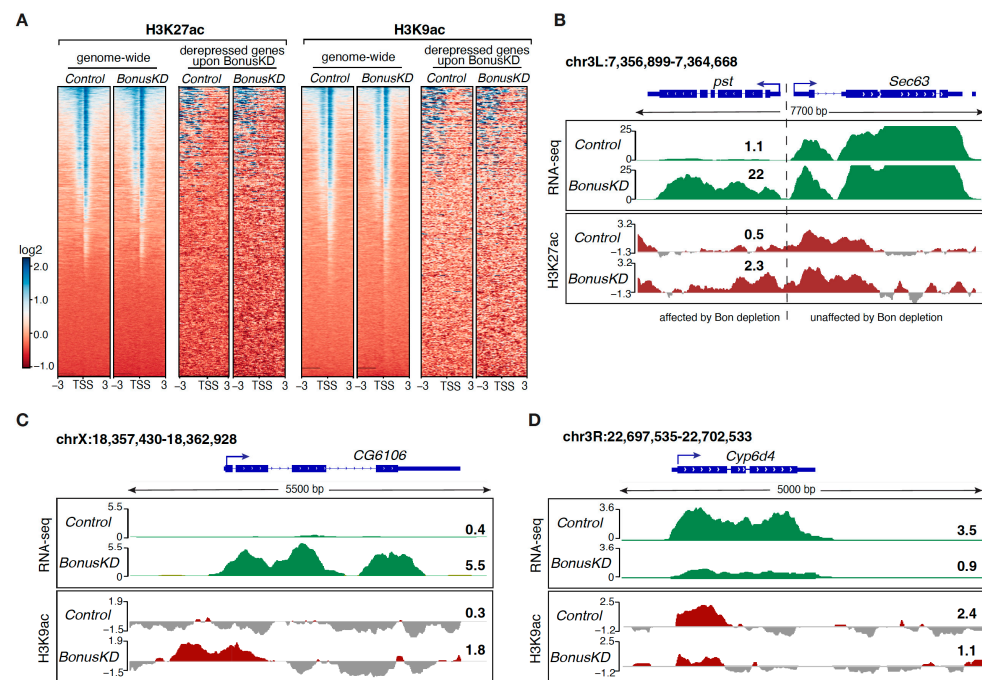 A
H3K27ac
H3K9ac
genome-wide
derepressed genes
upon BonusKD
genome-wide
derepressed genes
upon BonusKD
Control BonusKD Control BonusKD Control BonusKD Control BonusKD
log2
2.0
1.0
0.0
−1.0
−3 TSS 3 −3 TSS 3 −3 TSS 3 −3 TSS 3 −3 TSS 3 −3 TSS 3 −3 TSS 3 −3 TSS 3
B
chr3L:7,356,899-7,364,668
pst Sec63
7700 bp
RNA-seq
Control 25 0 1.1
BonusKD 25 0 22
H3K27ac
Control 3.2 −1.3 0.5
BonusKD 3.2 −1.3 2.3
affected by Bon depletion unaffected by Bon depletion
C
chrX:18,357,430-18,362,928
CG6106
5500 bp
RNA-seq
Control 5.5 0 0.4
BonusKD 5.5 0 5.5
H3K9ac
Control 1.9 −1.5 0.3
BonusKD 1.9 −1.5 1.8
D
chr3R:22,697,535-22,702,533
Cyp6d4
5000 bp
RNA-seq
Control 3.6 0 3.5
BonusKD 3.6 0 0.9
H3K9ac
Control 2.5 −1.2 2.4
BonusKD 2.5 −1.2 1.1